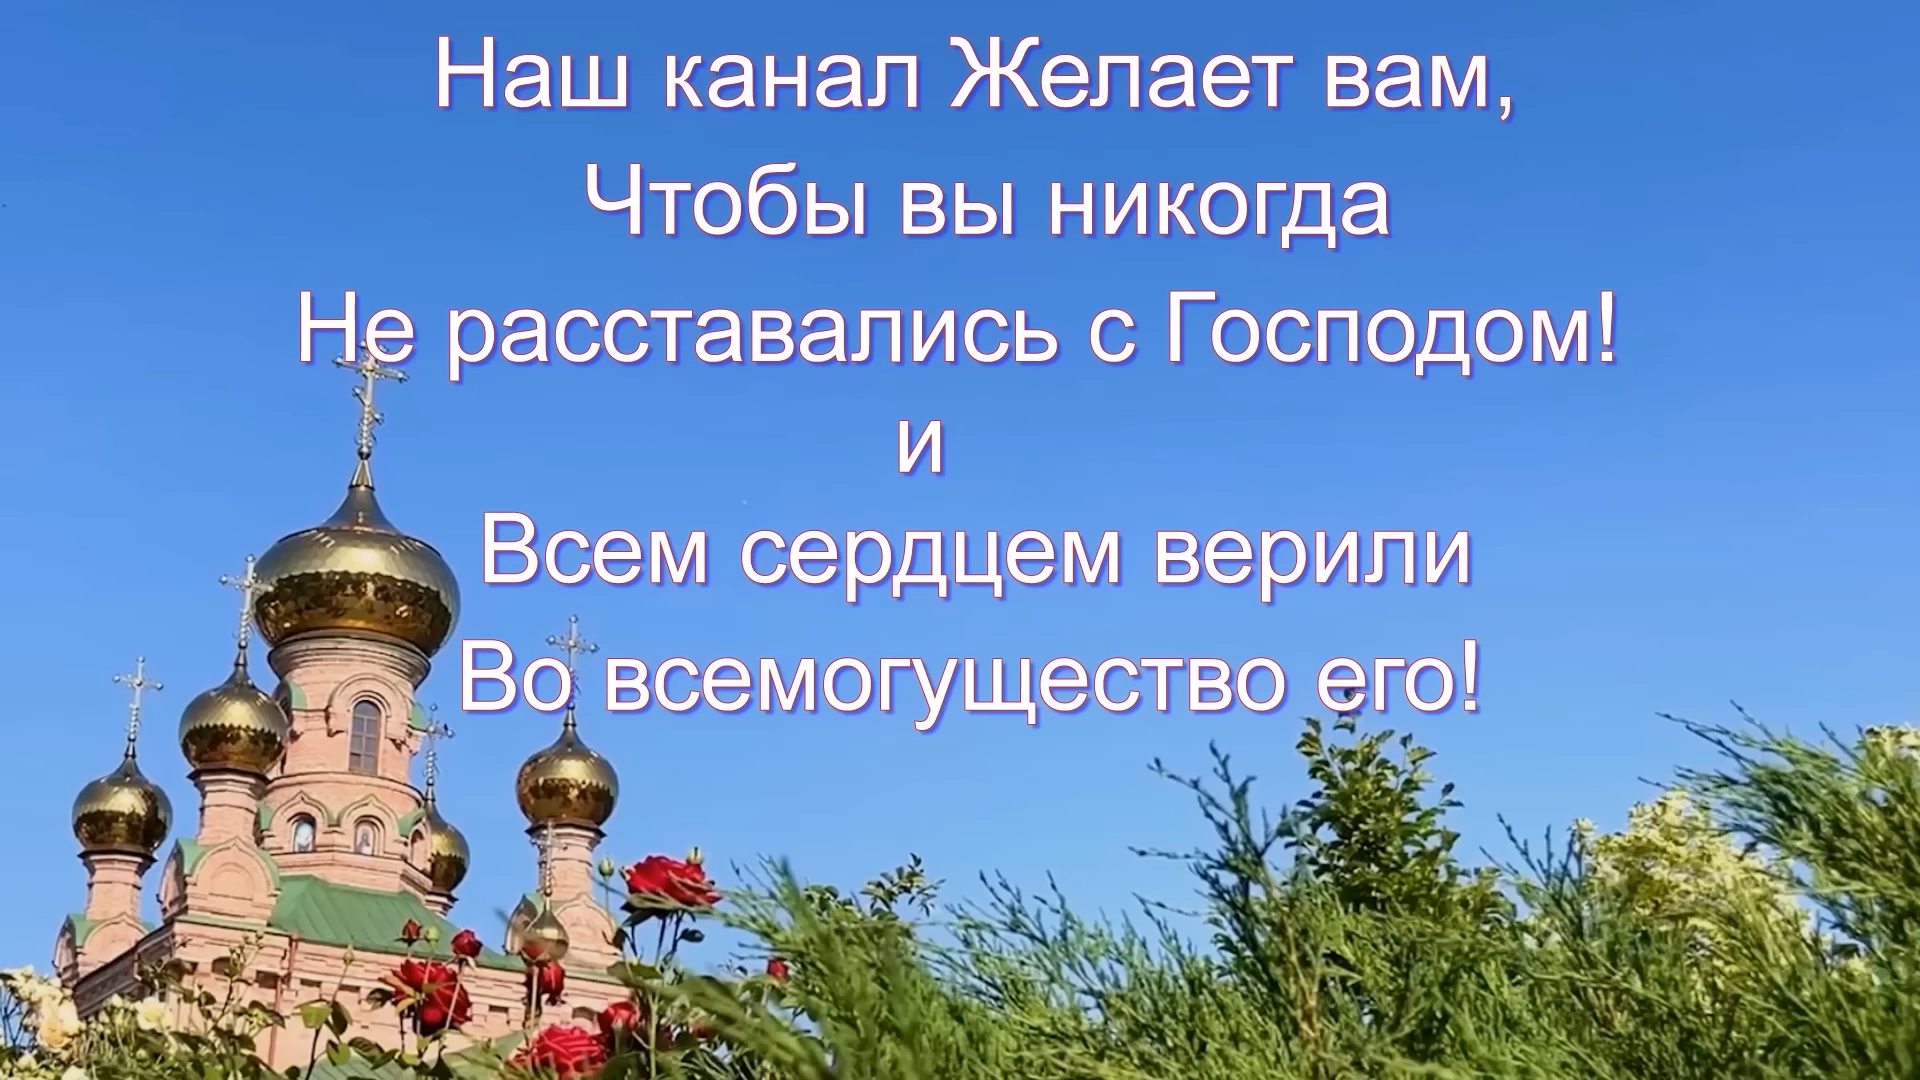 Наш канал Желает вам,
Чтобы вы никогда
Не расставались с Господом!
и
Всем сердцем верили
Во всемогущество его!